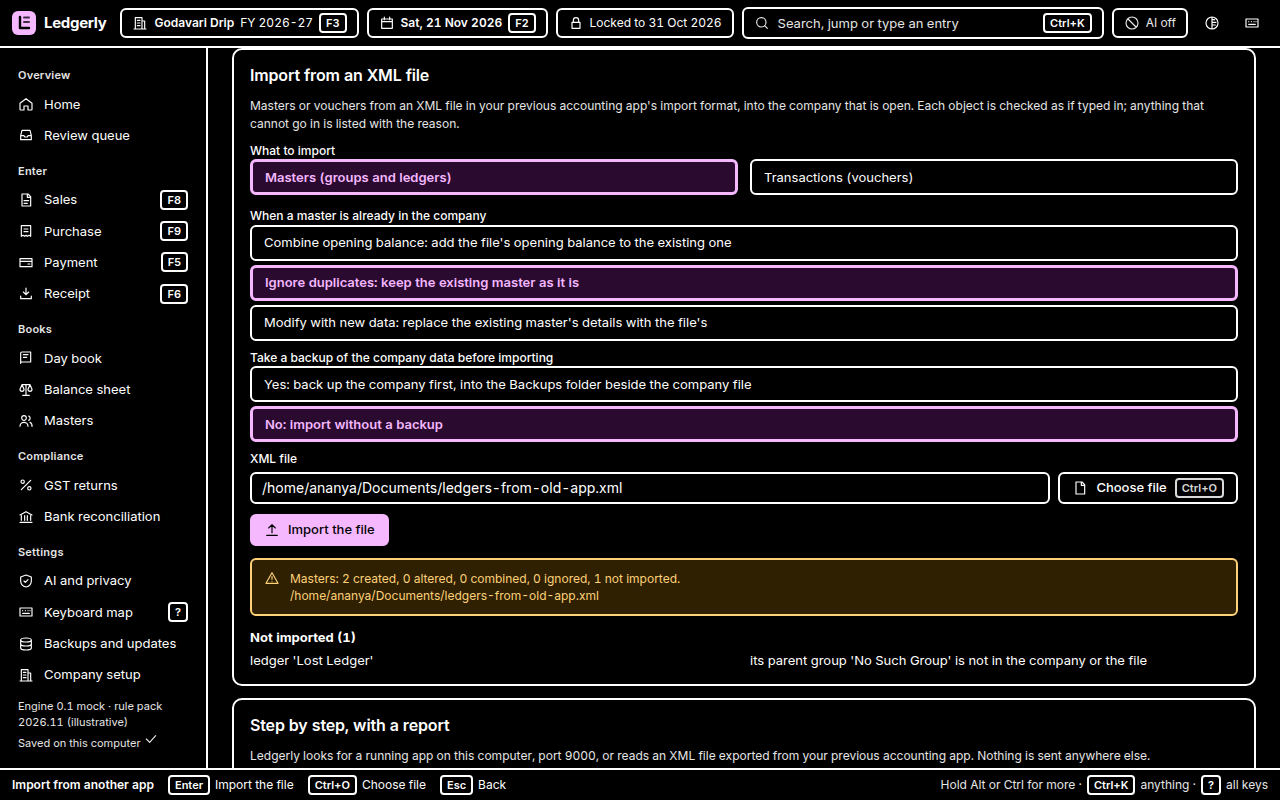 Ledgerly
Godavari Drip FY 2026-27 F3
Sat, 21 Nov 2026 F2
Locked to 31 Oct 2026
Search, jump or type an entry Ctrl+K
AI off
Overview
Home
Review queue
Enter
Sales F8
Purchase F9
Payment F5
Receipt F6
Books
Day book
Balance sheet
Masters
Compliance
GST returns
Bank reconciliation
Settings
AI and privacy
Keyboard map ?
Backups and updates
Company setup
Engine 0.1 mock · rule pack
2026.11 (illustrative)
Saved on this computer
Import from an XML file
Masters or vouchers from an XML file in your previous accounting app's import format, into the company that is open. Each object is checked as if typed in; anything that
cannot go in is listed with the reason.
What to import
Masters (groups and ledgers)
Transactions (vouchers)
When a master is already in the company
Combine opening balance: add the file's opening balance to the existing one
Ignore duplicates: keep the existing master as it is
Modify with new data: replace the existing master's details with the file's
Take a backup of the company data before importing
Yes: back up the company first, into the Backups folder beside the company file
No: import without a backup
XML file
/home/ananya/Documents/ledgers-from-old-app.xml
Choose file Ctrl+O
Import the file
Masters: 2 created, 0 altered, 0 combined, 0 ignored, 1 not imported.
/home/ananya/Documents/ledgers-from-old-app.xml
Not imported (1)
ledger 'Lost Ledger' its parent group 'No Such Group' is not in the company or the file
Step by step, with a report
Ledgerly looks for a running app on this computer, port 9000, or reads an XML file exported from your previous accounting app. Nothing is sent anywhere else.
Import from another app Enter Import the file Ctrl+O Choose file Esc Back
Hold Alt or Ctrl for more · Ctrl+K anything · ? all keys